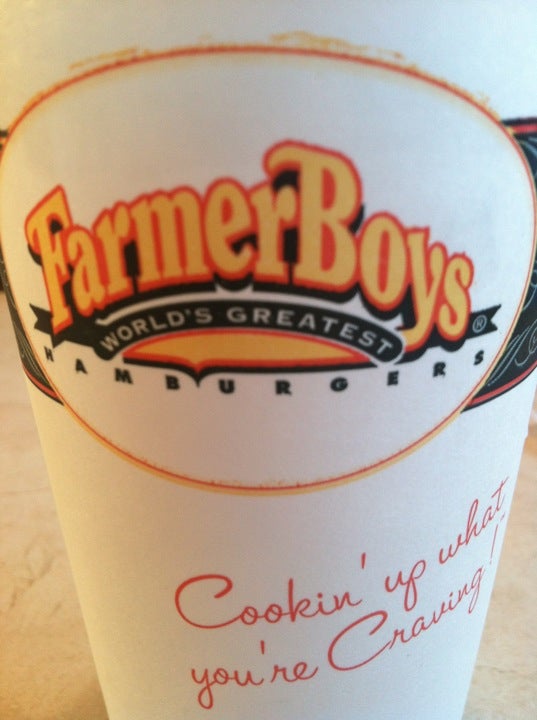 FarmerBoys
WORLD'S GREATEST ®
HAMBURGERS
Cookin' up what
you're Craving!